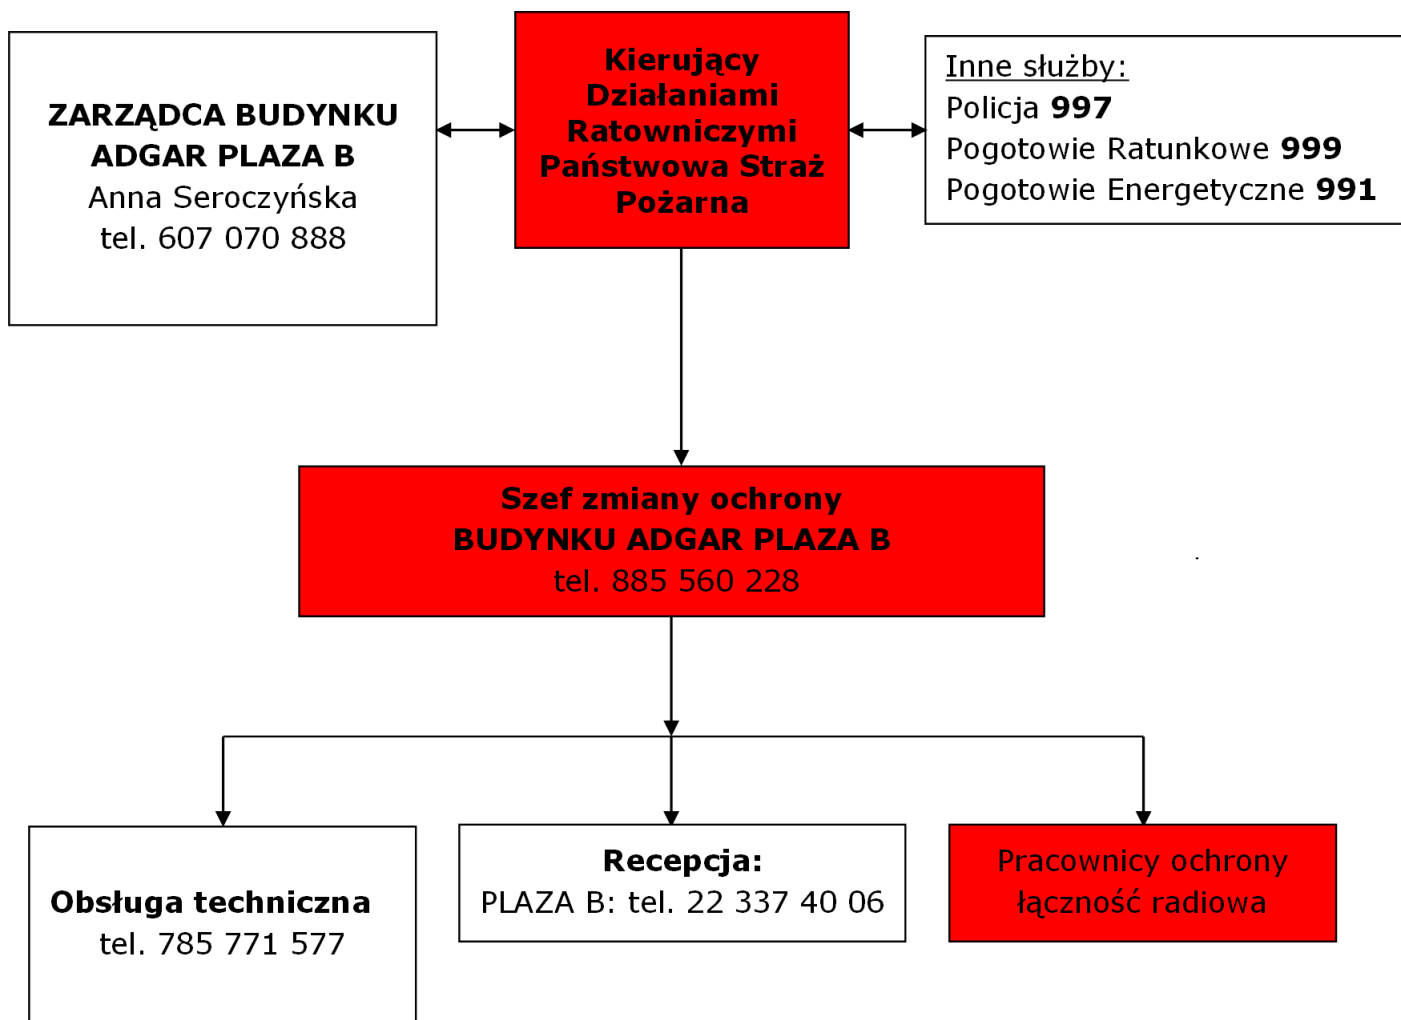 ZARZĄDCA BUDYNKU
ADGAR PLAZA B
Anna Seroczyńska
tel. 607 070 888
Kierujący
Działaniami
Ratowniczymi
Państwowa Straż
Pożarna
Inne służby:
Policja 997
Pogotowie Ratunkowe 999
Pogotowie Energetyczne 991
Szef zmiany ochrony
BUDYNKU ADGAR PLAZA B
tel. 885 560 228
Obsługa techniczna
tel. 785 771 577
Recepcja:
PLAZA B: tel. 22 337 40 06
Pracownicy ochrony
łączność radiowa